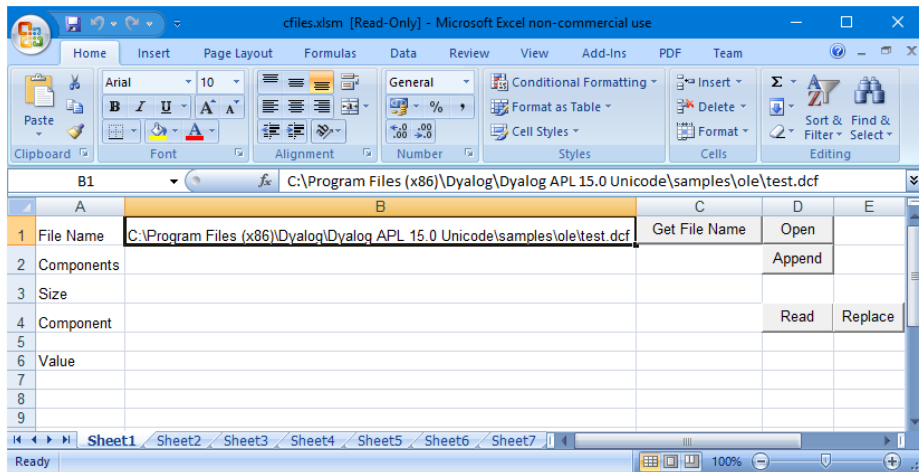 cfiles.xlsm [Read-Only] - Microsoft Excel non-commercial use
Home Insert Page Layout Formulas Data Review View Add-Ins PDF Team
Paste
Clipboard
Arial 10
B I U A A
A
Font
Alignment
General
% ,
.0 .00
.00 .0
Number
Conditional Formatting
Format as Table
Cell Styles
Styles
Insert
Delete
Format
Cells
Σ
Sort & Filter
Find & Select
Editing
B1 fx C:\Program Files (x86)\Dyalog\Dyalog APL 15.0 Unicode\samples\ole\test.dcf
A B C D E
1 File Name C:\Program Files (x86)\Dyalog\Dyalog APL 15.0 Unicode\samples\ole\test.dcf Get File Name Open
2 Components Append
3 Size
4 Component Read Replace
5
6 Value
7
8
9
Sheet1 Sheet2 Sheet3 Sheet4 Sheet5 Sheet6 Sheet7
Ready 100%